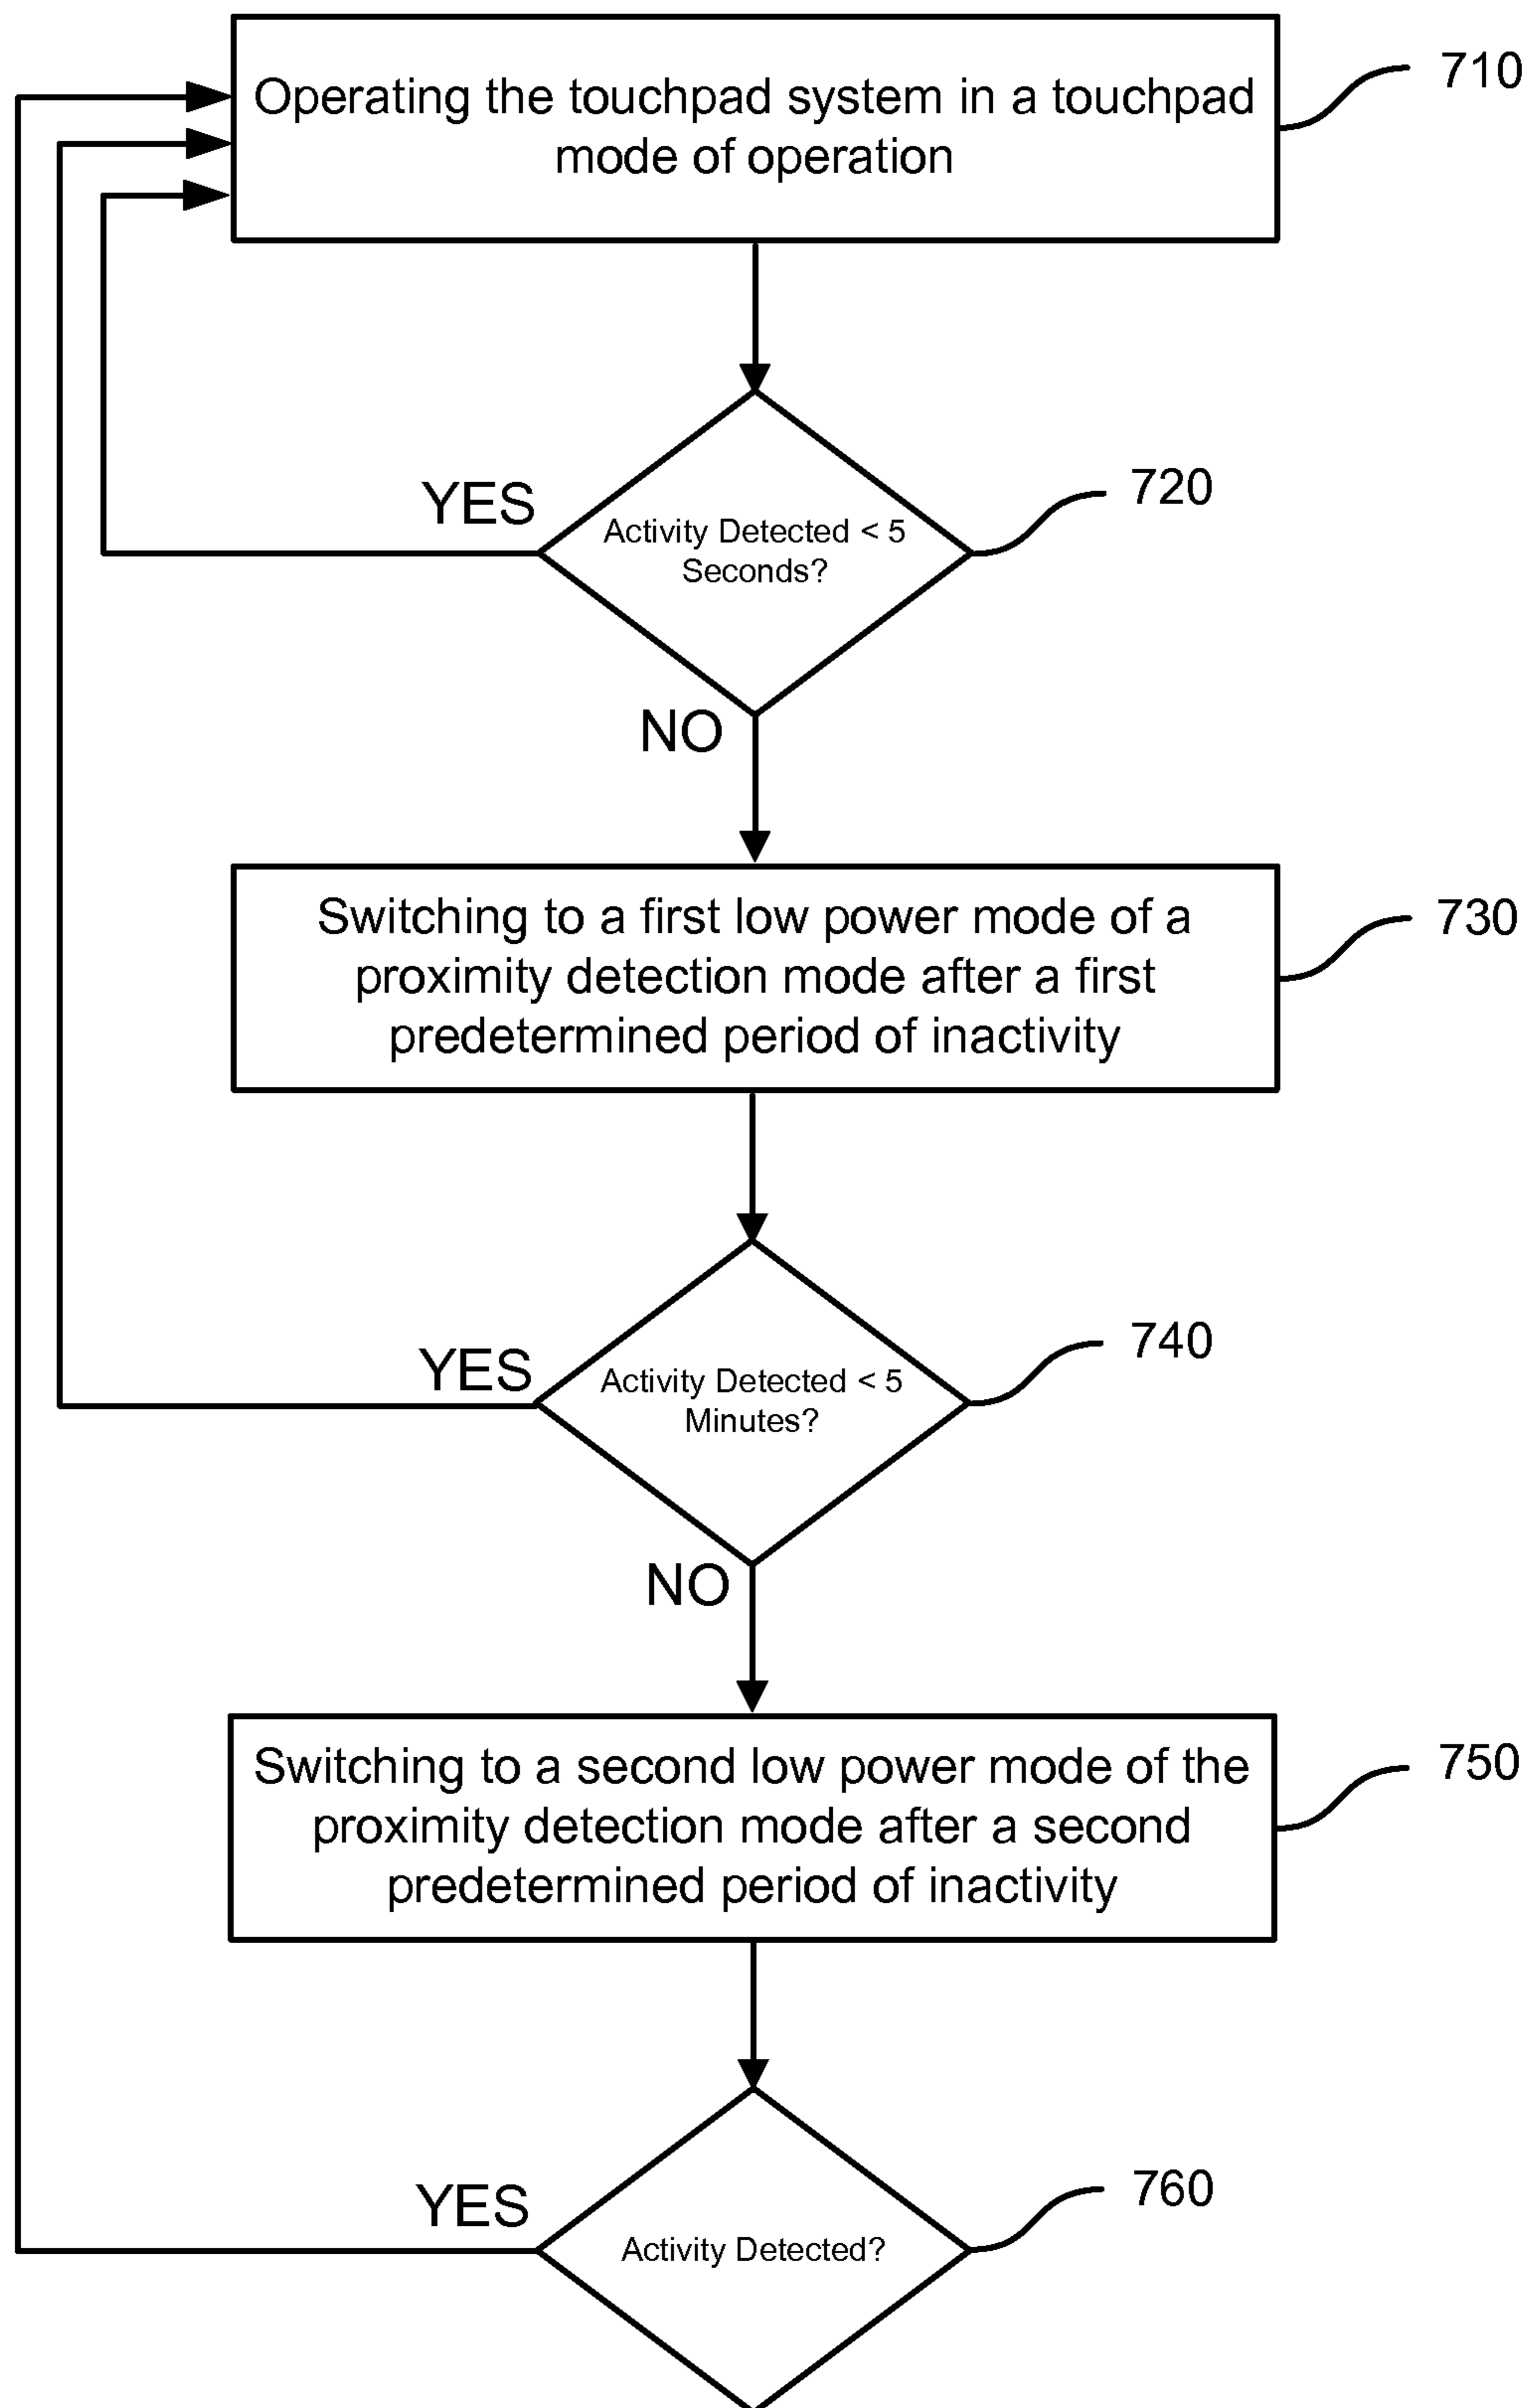 Operating the touchpad system in a touchpad
mode of operation
710
YES
Activity Detected < 5
Seconds?
720
NO
Switching to a first low power mode of a
proximity detection mode after a first
predetermined period of inactivity
730
YES
Activity Detected < 5
Minutes?
740
NO
Switching to a second low power mode of the
proximity detection mode after a second
predetermined period of inactivity
750
YES
Activity Detected?
760